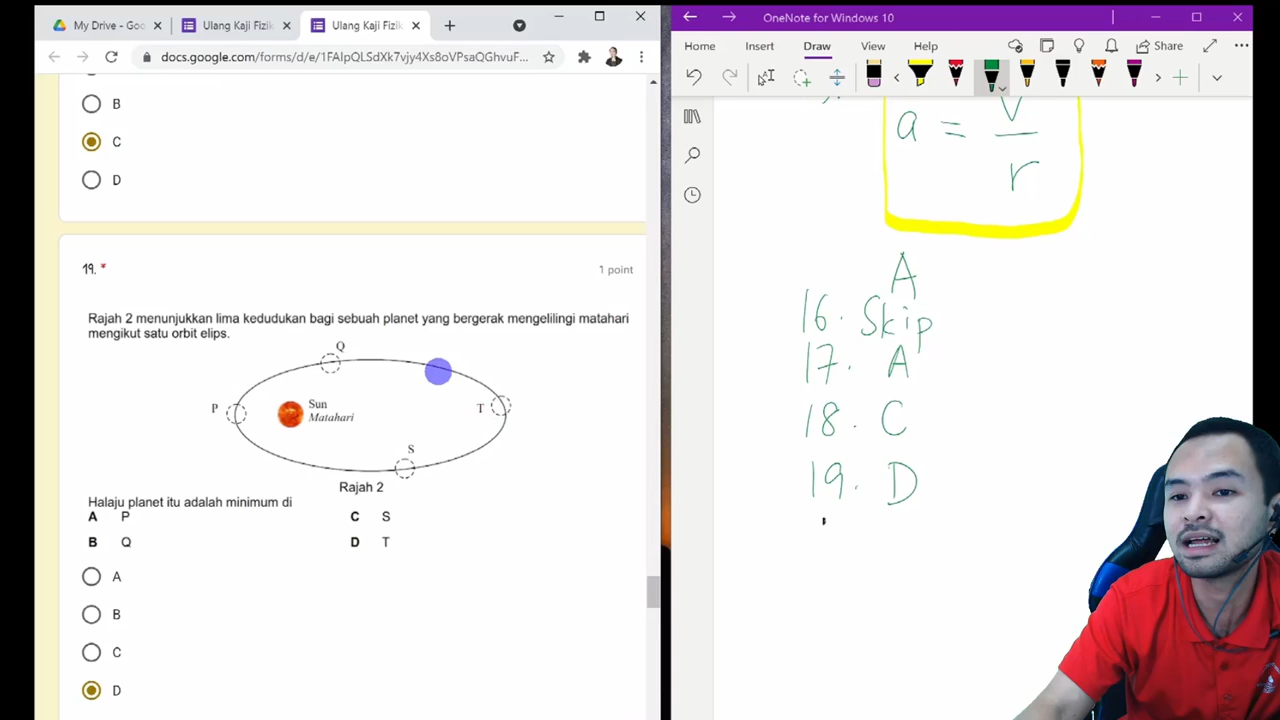 My Drive - Goo
Ulang Kaji Fizik
Ulang Kaji Fizik
docs.google.com/forms/d/e/1FAIpQLSdXk7vjy4Xs8oVPsaQGhvuF...
B
C
D
19. *
1 point
Rajah 2 menunjukkan lima kedudukan bagi sebuah planet yang bergerak mengelilingi matahari
mengikut satu orbit elips.
Q
P
Sun
Matahari
T
S
Rajah 2
Halaju planet itu adalah minimum di
A P
C S
B Q
D T
A
B
C
D
OneNote for Windows 10
Home Insert Draw View Help
Share
a = V
r
A
16. Skip
17. A
18. C
19. D